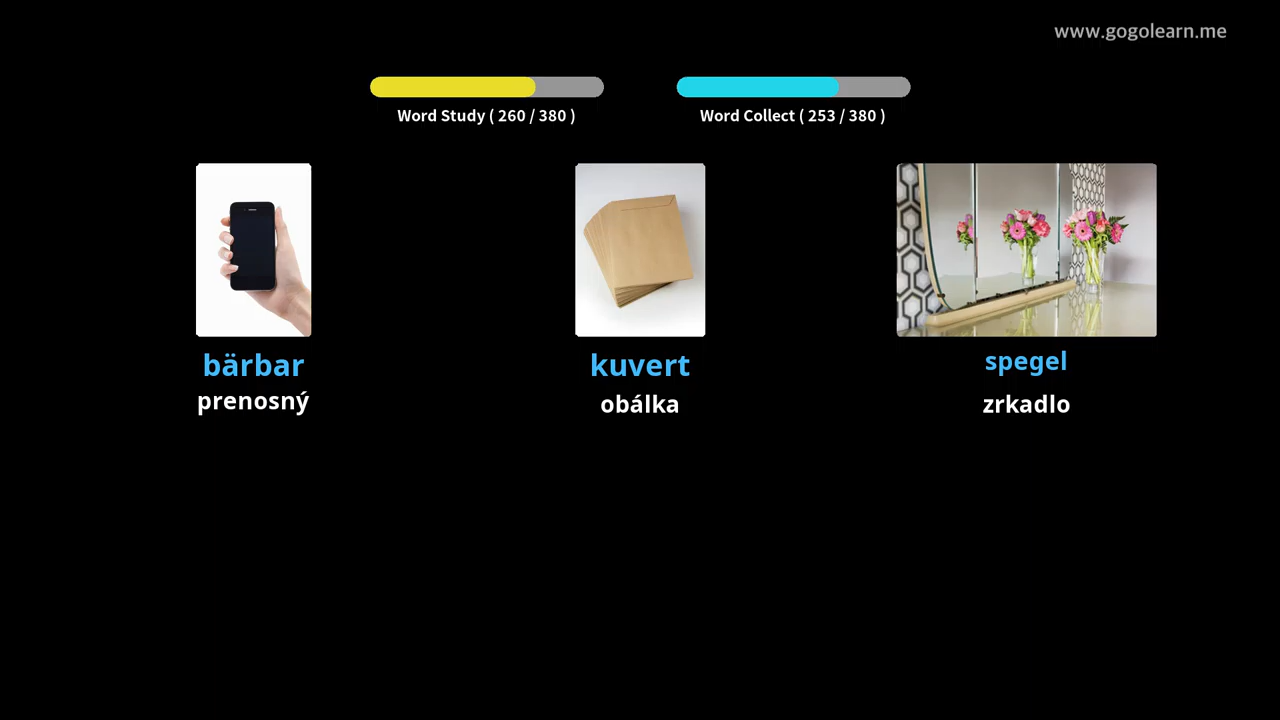 www.gogolearn.me
Word Study ( 260 / 380 )
Word Collect ( 253 / 380 )
bärbar
prenosný
kuvert
obálka
spegel
zrkadlo